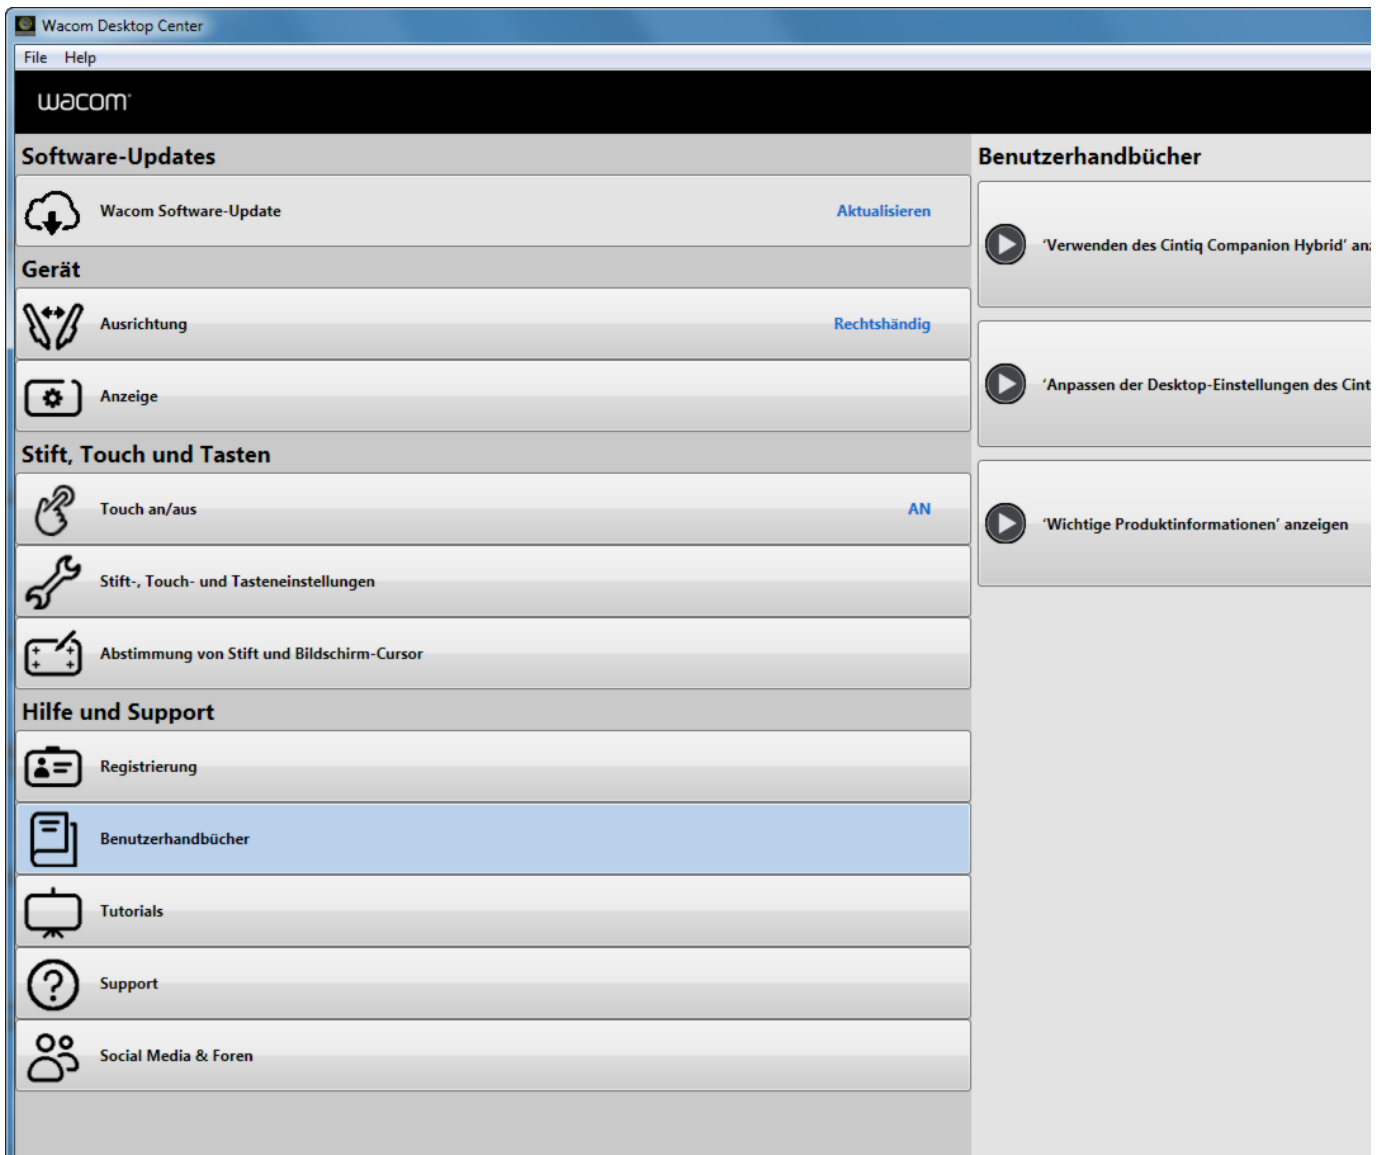 Wacom Desktop Center
File Help
wacom
Software-Updates
Wacom Software-Update Aktualisieren
Gerät
Ausrichtung Rechtshändig
Anzeige
Stift, Touch und Tasten
Touch an/aus AN
Stift-, Touch- und Tasteneinstellungen
Abstimmung von Stift und Bildschirm-Cursor
Hilfe und Support
Registrierung
Benutzerhandbücher
Tutorials
Support
Social Media & Foren
Benutzerhandbücher
‘Verwenden des Cintiq Companion Hybrid’
‘Anpassen der Desktop-Einstellungen des
‘Wichtige Produktinformationen’ anzeigen